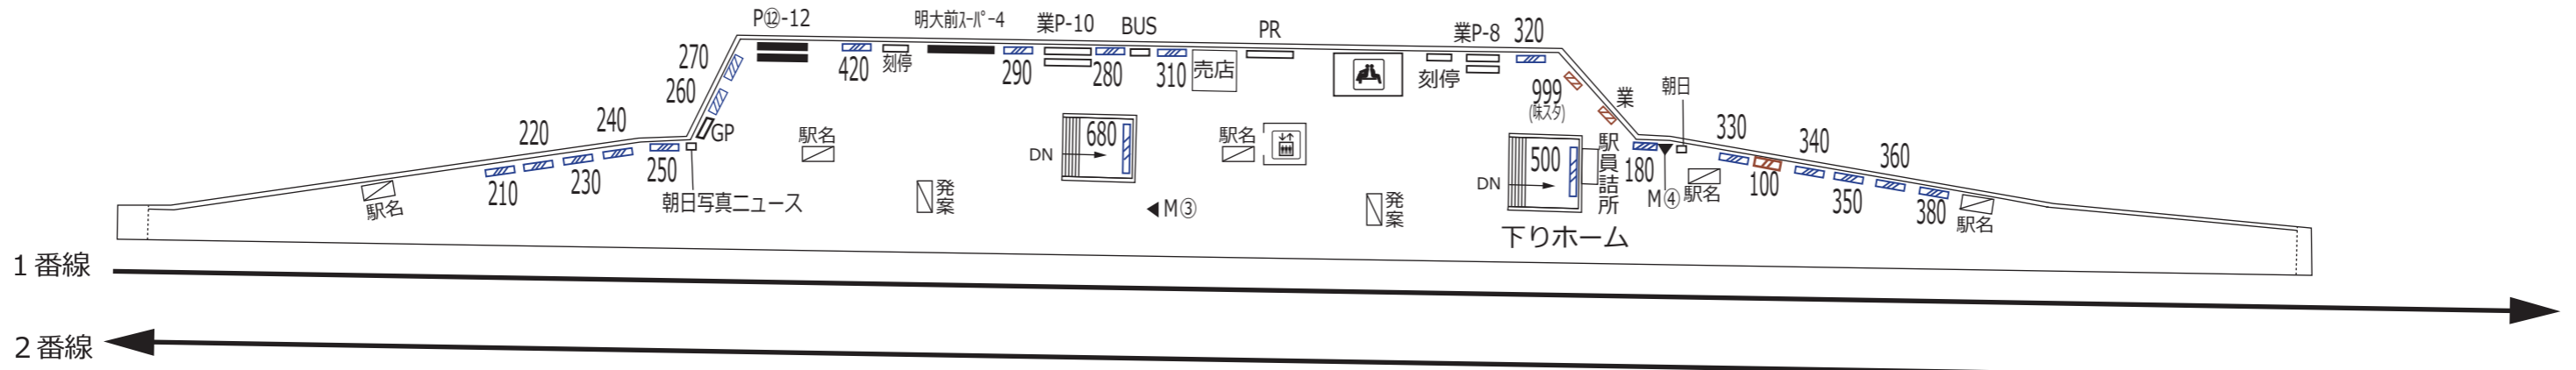 P⑫-12
明大前ｽｰﾊﾟｰ4
業P-10
BUS
PR
業P-8
320
270
260
420
刻停
290
280
310
売店
刻停
999
(味スタ)
業
朝日
220
240
GP
駅名
DN
680
駅名
DN
500
駅員詰所
180
M④
330
340
360
210
230
250
朝日写真ニュース
駅名
発案
M③
発案
駅名
100
350
380
駅名
下りホーム
1番線
2番線